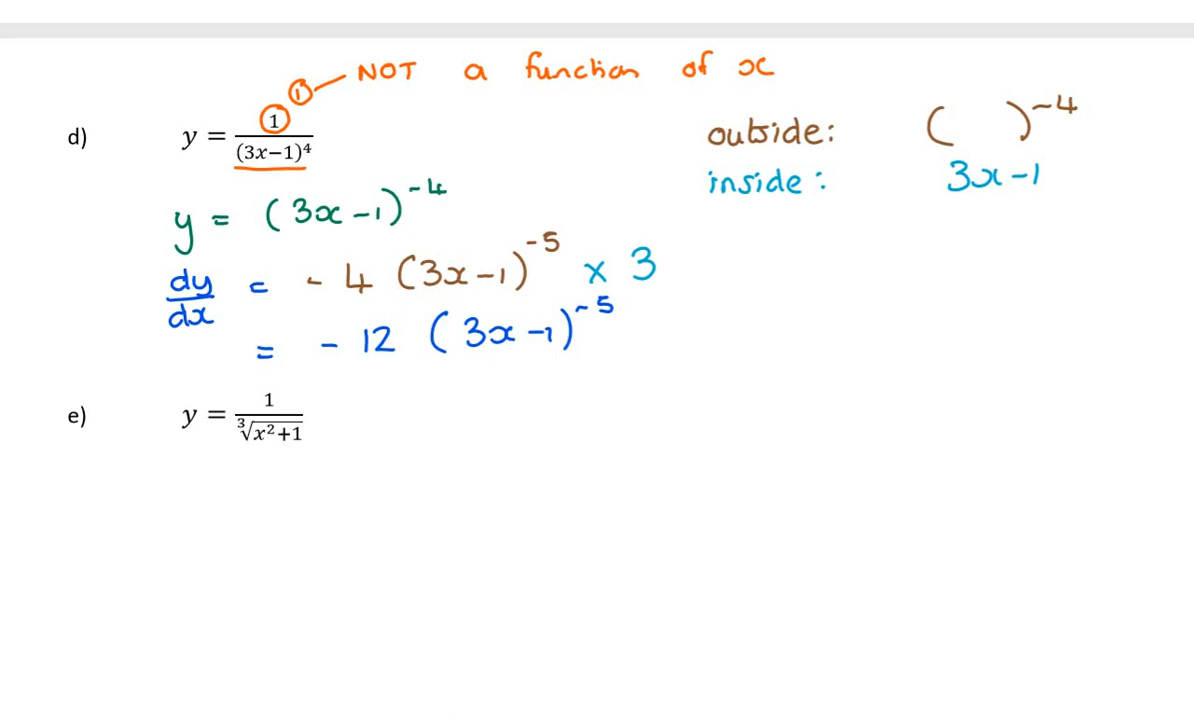 ① NOT a function of x
d) y = 1/(3x−1)⁴
outside: ( )⁻⁴
inside: 3x-1
y = (3x-1)⁻⁴
dy/dx = -4(3x-1)⁻⁵ × 3
= -12(3x-1)⁻⁵
e) y = 1/∛(x²+1)